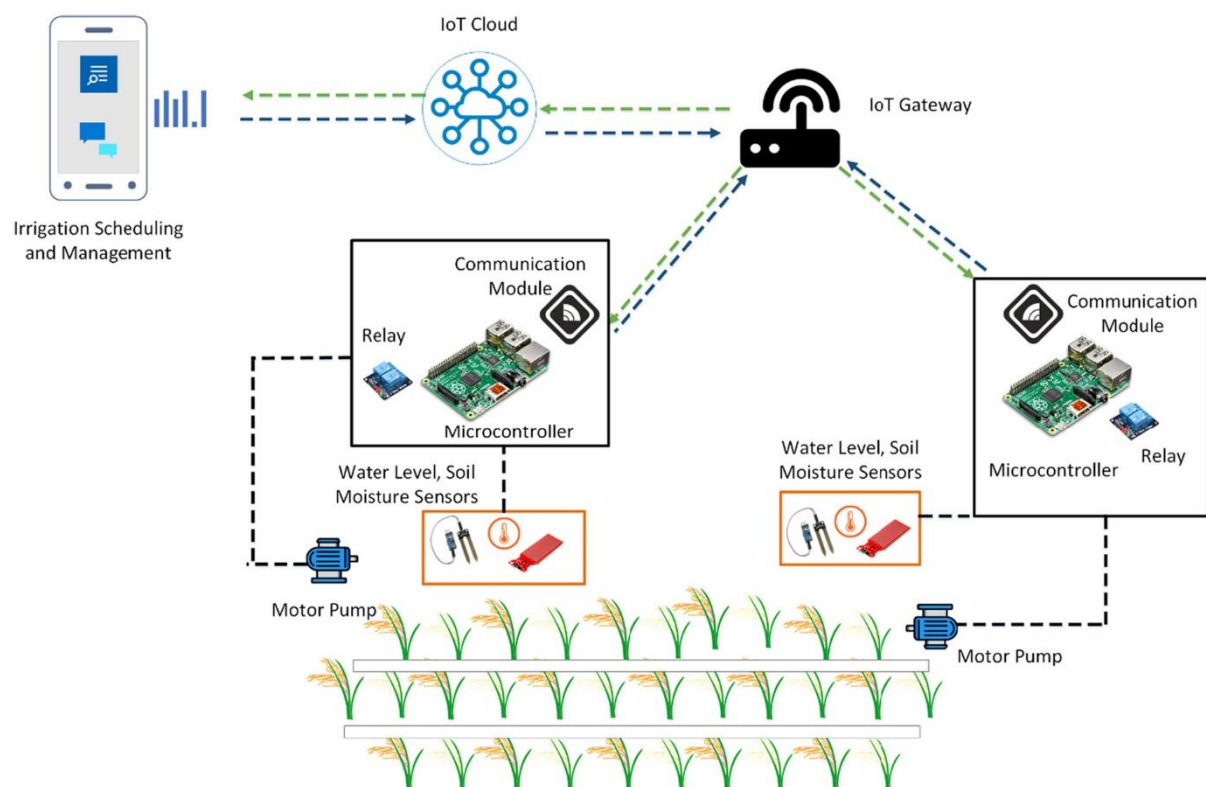 IoT Cloud
IoT Gateway
Irrigation Scheduling
and Management
Communication
Module
Relay
Microcontroller
Communication
Module
Microcontroller
Relay
Water Level, Soil
Moisture Sensors
Water Level, Soil
Moisture Sensors
Motor Pump
Motor Pump